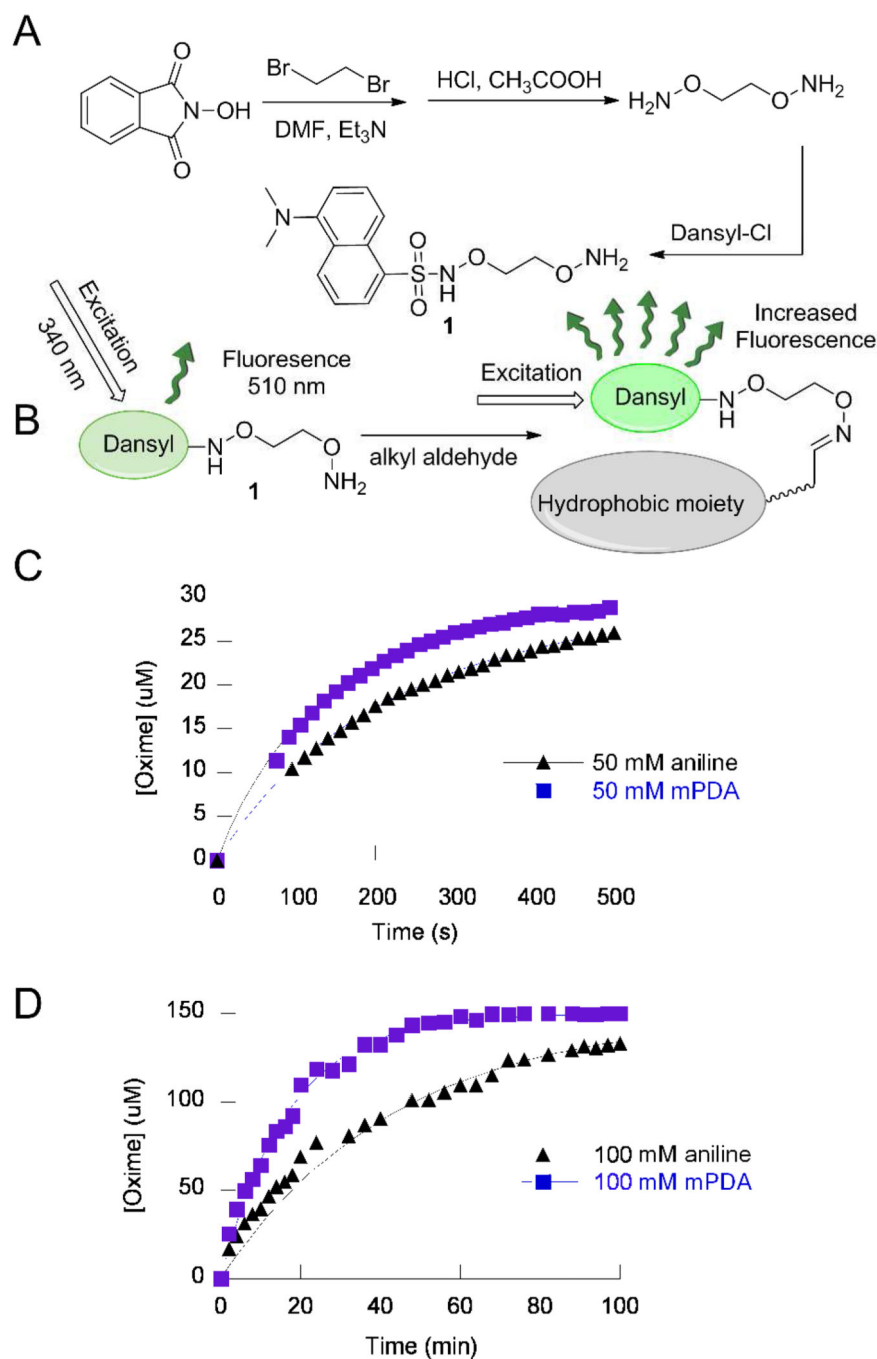 A
O
N-OH
O
Br
Br
DMF, Et₃N
HCl, CH₃COOH
H₂N
O
O
NH₂
Dansyl-Cl
N
O
S
O
N
H
O
O
NH₂
1
Excitation
340 nm
Fluoresence
510 nm
Increased
Fluorescence
Excitation
B
Dansyl
N
H
O
O
NH₂
1
alkyl aldehyde
Dansyl
N
H
O
O
N
Hydrophobic moiety
C
[Oxime] (uM)
30
25
20
15
10
5
0
50 mM aniline
50 mM mPDA
0 100 200 300 400 500
Time (s)
D
[Oxime] (uM)
150
100
50
0
100 mM aniline
100 mM mPDA
0 20 40 60 80 100
Time (min)